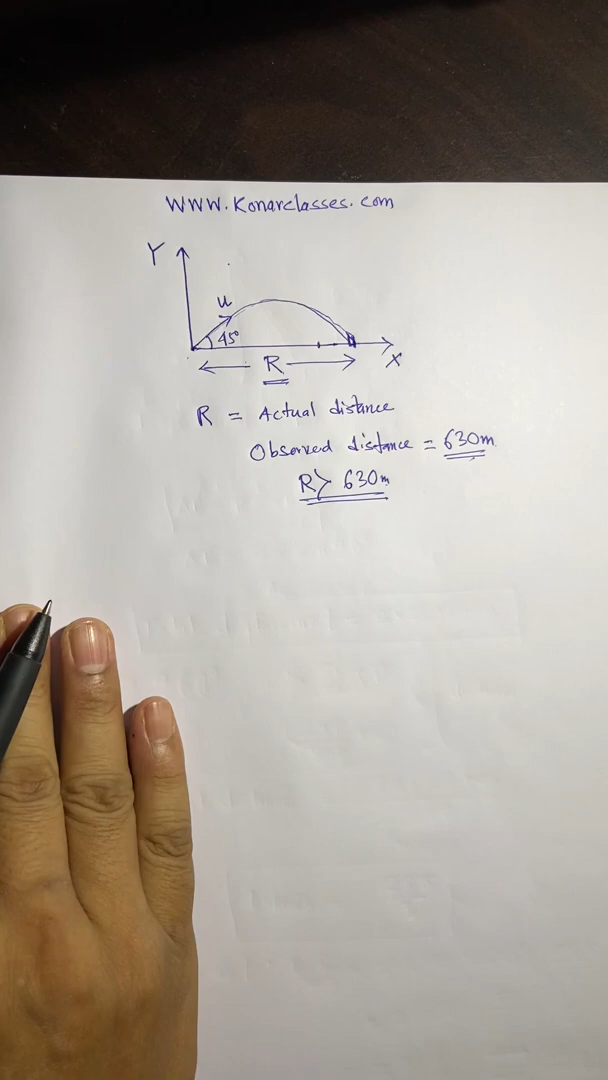 WWW.Konarclasses.com
Y
u
45°
R
X
R = Actual distance
Observed distance = 630m
R > 630m